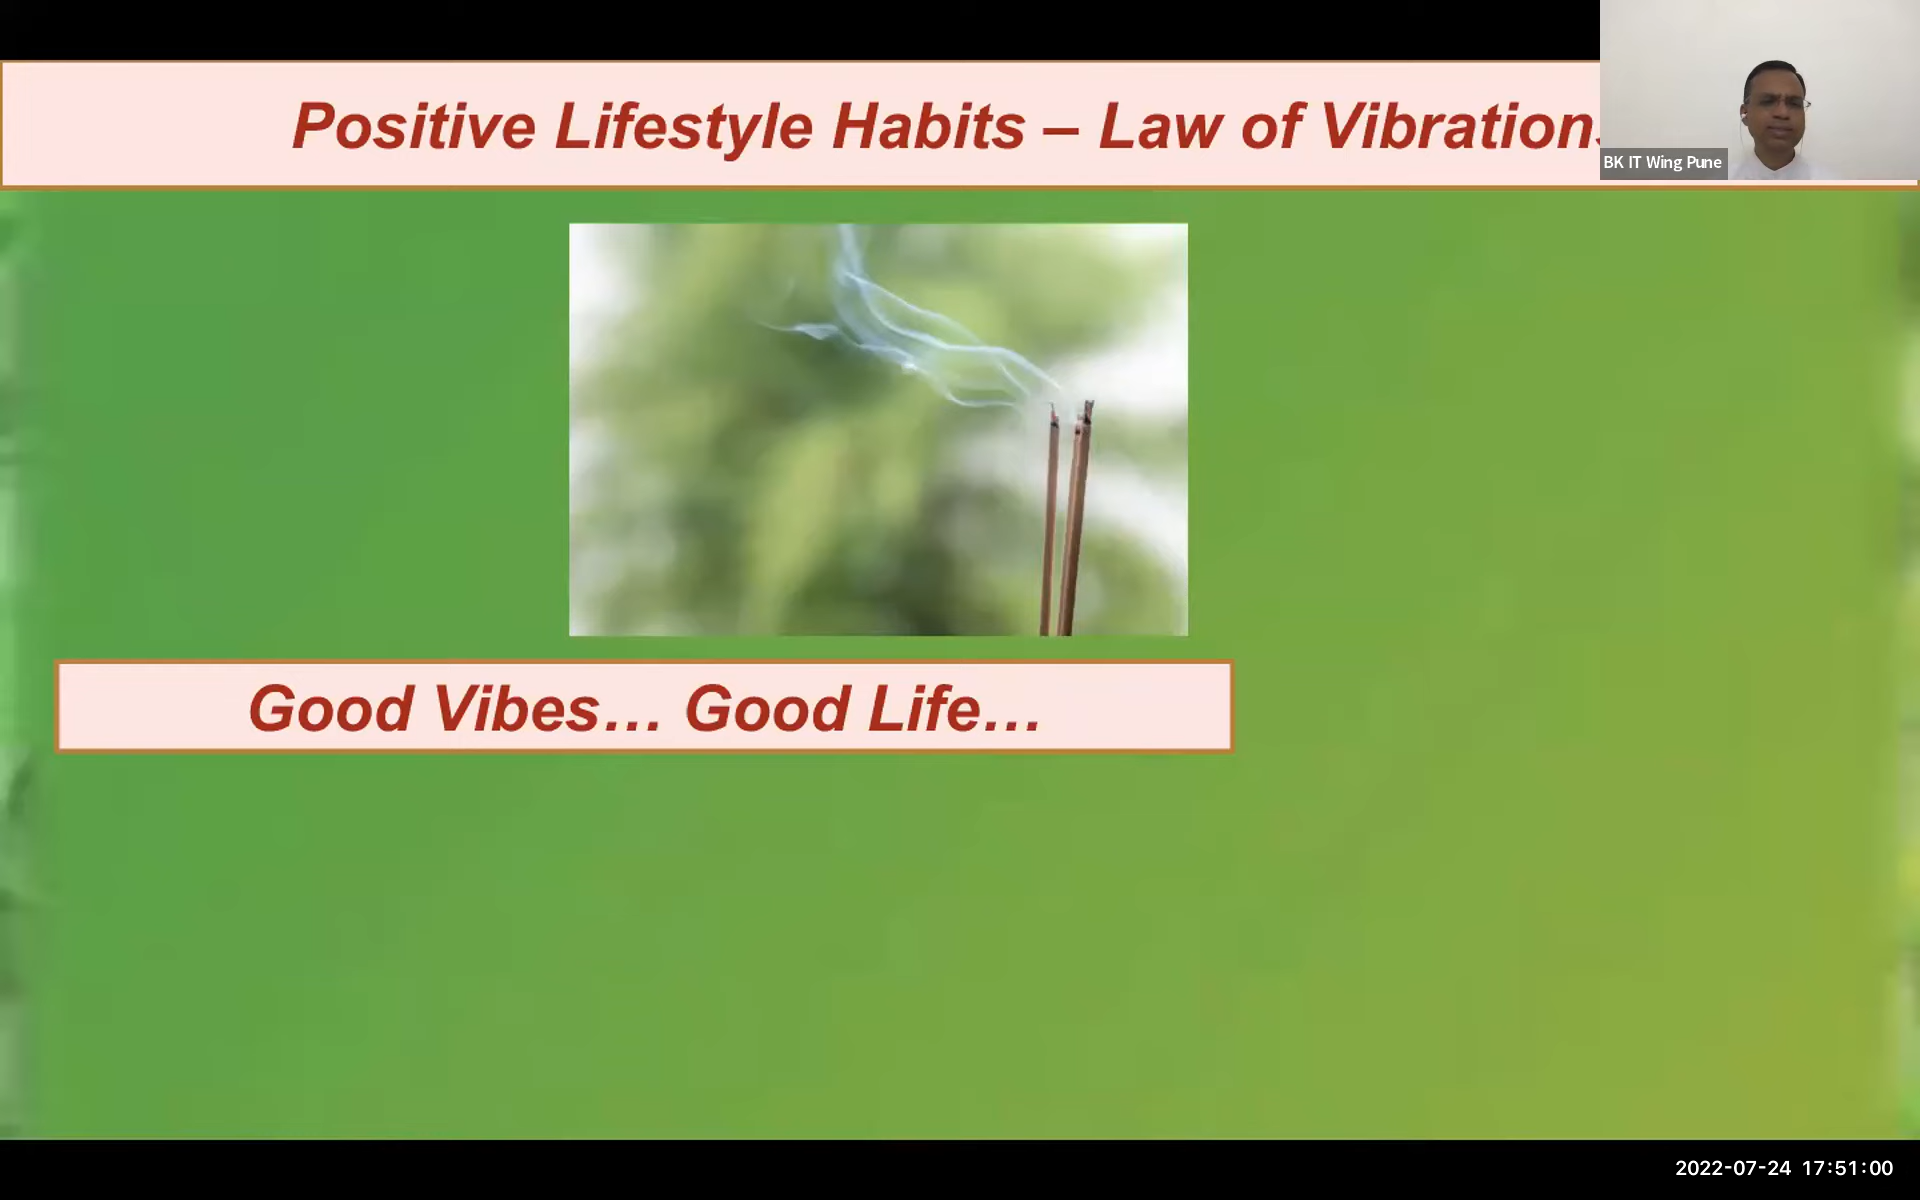 Positive Lifestyle Habits – Law of Vibration
BK IT Wing Pune
Good Vibes... Good Life...
2022-07-24 17:51:00